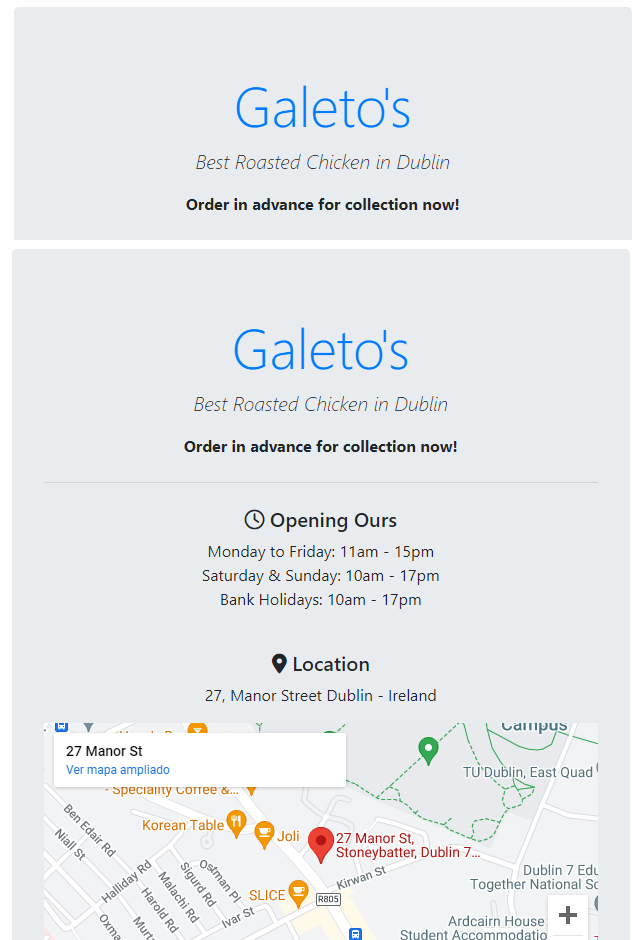 Galeto's
Best Roasted Chicken in Dublin
Order in advance for collection now!
Galeto's
Best Roasted Chicken in Dublin
Order in advance for collection now!
Opening Ours
Monday to Friday: 11am - 15pm
Saturday & Sunday: 10am - 17pm
Bank Holidays: 10am - 17pm
Location
27, Manor Street Dublin - Ireland
Campus
27 Manor St
Ver mapa ampliado
TU Dublin, East Quad
- Speciality Coffee &...
Korean Table
Joli
27 Manor St,
Stoneybatter, Dublin 7...
Ben Edair Rd
Niall St
Halliday Rd
Harold Rd
Malachi Rd
Sigurd Rd
Ostman Pl
Ivar St
Kirwan St
SLICE
R805
Dublin 7 Edu
Together National Sc
Ardcairn House
Student Accommodatio
Oxma
Murt
+